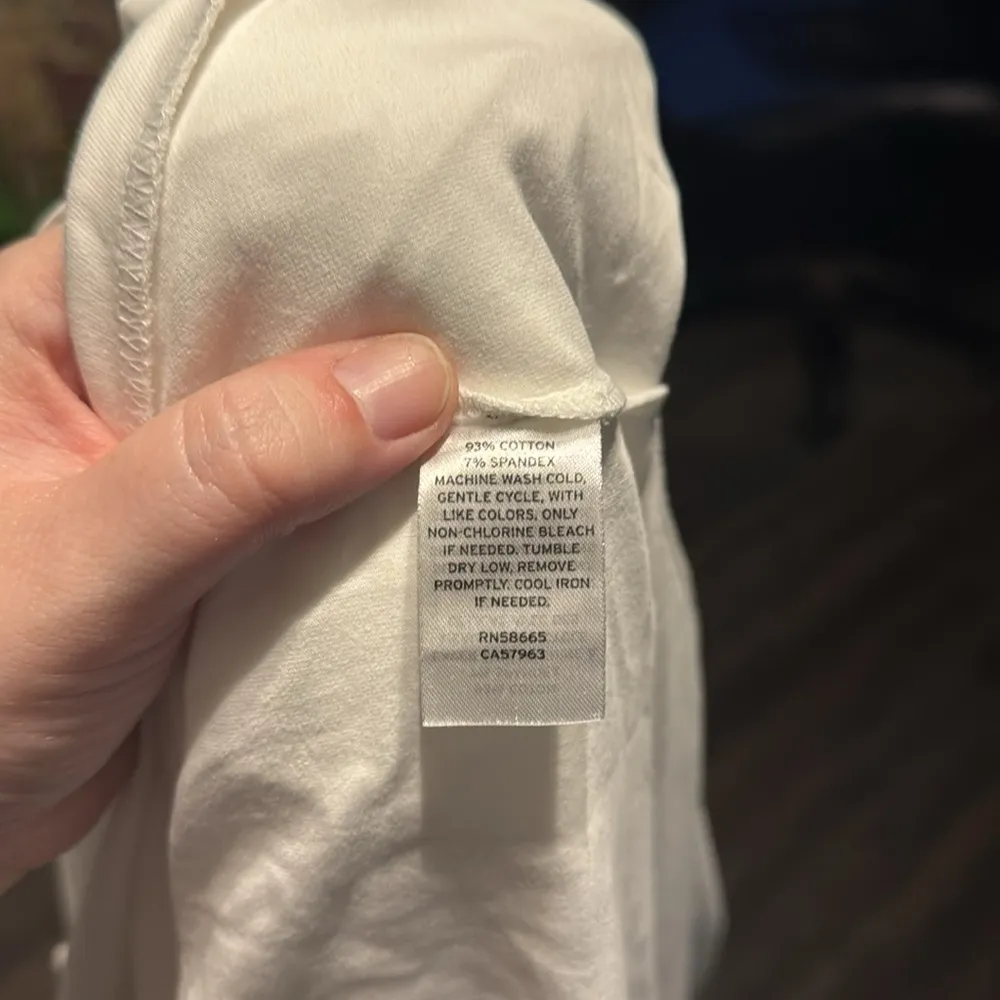 93% COTTON
7% SPANDEX
MACHINE WASH COLD,
GENTLE CYCLE, WITH
LIKE COLORS. ONLY
NON-CHLORINE BLEACH
IF NEEDED. TUMBLE
DRY LOW, REMOVE
PROMPTLY. COOL IRON
IF NEEDED.
RN58665
CA57963